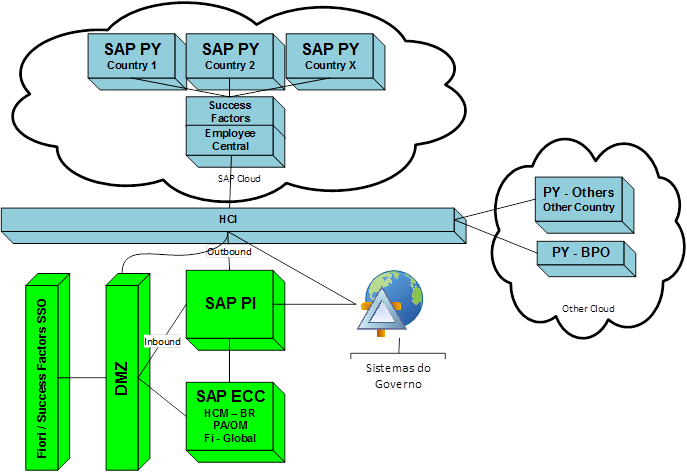 SAP PY
Country 1
SAP PY
Country 2
SAP PY
Country X
Success
Factors
Employee
Central
SAP Cloud
HCI
PY - Others
Other Country
PY - BPO
Other Cloud
Outbound
Fiori / Success Factors SSO
DMZ
Inbound
SAP PI
SAP ECC
HCM – BR
PA/OM
Fi - Global
Sistemas do
Governo